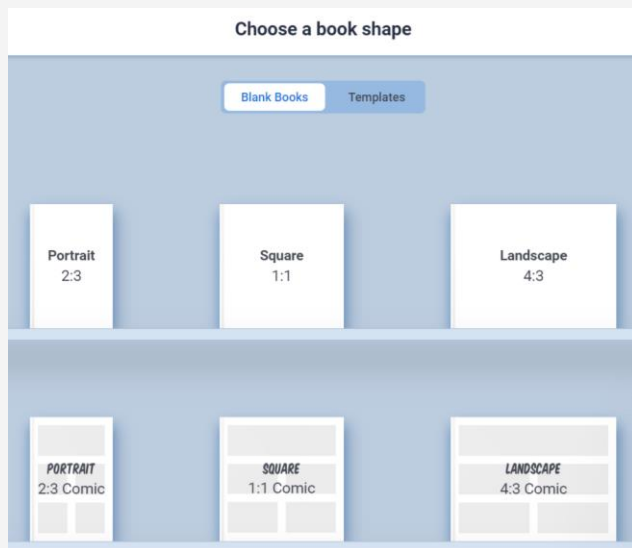 Choose a book shape
Blank Books
Templates
Portrait
2:3
Square
1:1
Landscape
4:3
PORTRAIT
2:3 Comic
SQUARE
1:1 Comic
LANDSCAPE
4:3 Comic